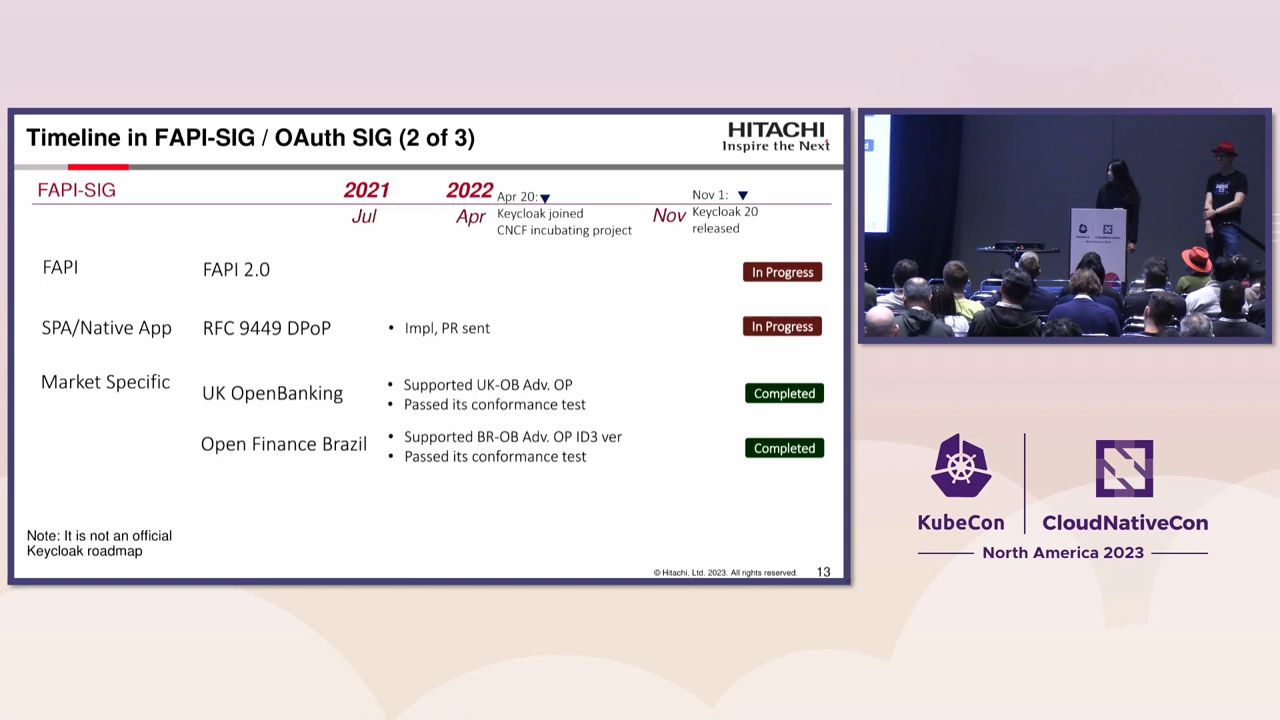 Timeline in FAPI-SIG / OAuth SIG (2 of 3)
HITACHI
Inspire the Next
FAPI-SIG
2021
2022
Jul
Apr
Apr 20:
Keycloak joined
CNCF incubating project
Nov
Nov 1:
Keycloak 20
released
FAPI
FAPI 2.0
In Progress
SPA/Native App
RFC 9449 DPoP
• Impl, PR sent
In Progress
Market Specific
UK OpenBanking
• Supported UK-OB Adv. OP
• Passed its conformance test
Completed
Open Finance Brazil
• Supported BR-OB Adv. OP ID3 ver
• Passed its conformance test
Completed
Note: It is not an official
Keycloak roadmap
© Hitachi, Ltd. 2023. All rights reserved.
13
KubeCon
CloudNativeCon
North America 2023